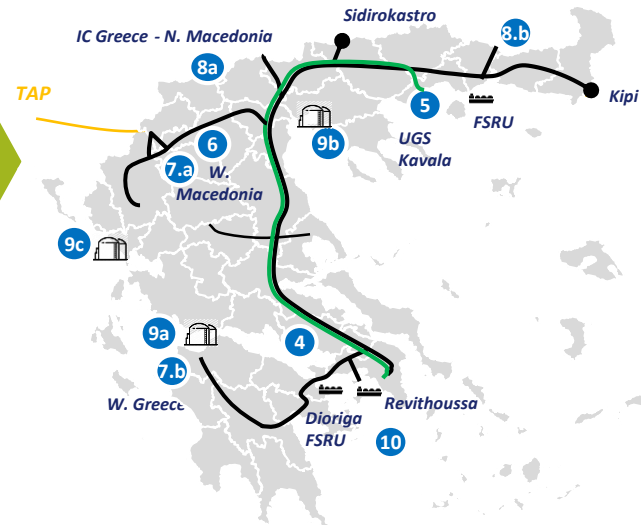 Sidirokastro
IC Greece - N. Macedonia
8.b
8a
TAP
Kipi
5
FSRU
9b
UGS
Kavala
6
7.a
W.
Macedonia
9c
9a
4
7.b
W. Greece
Dioriga
FSRU
Revithoussa
10